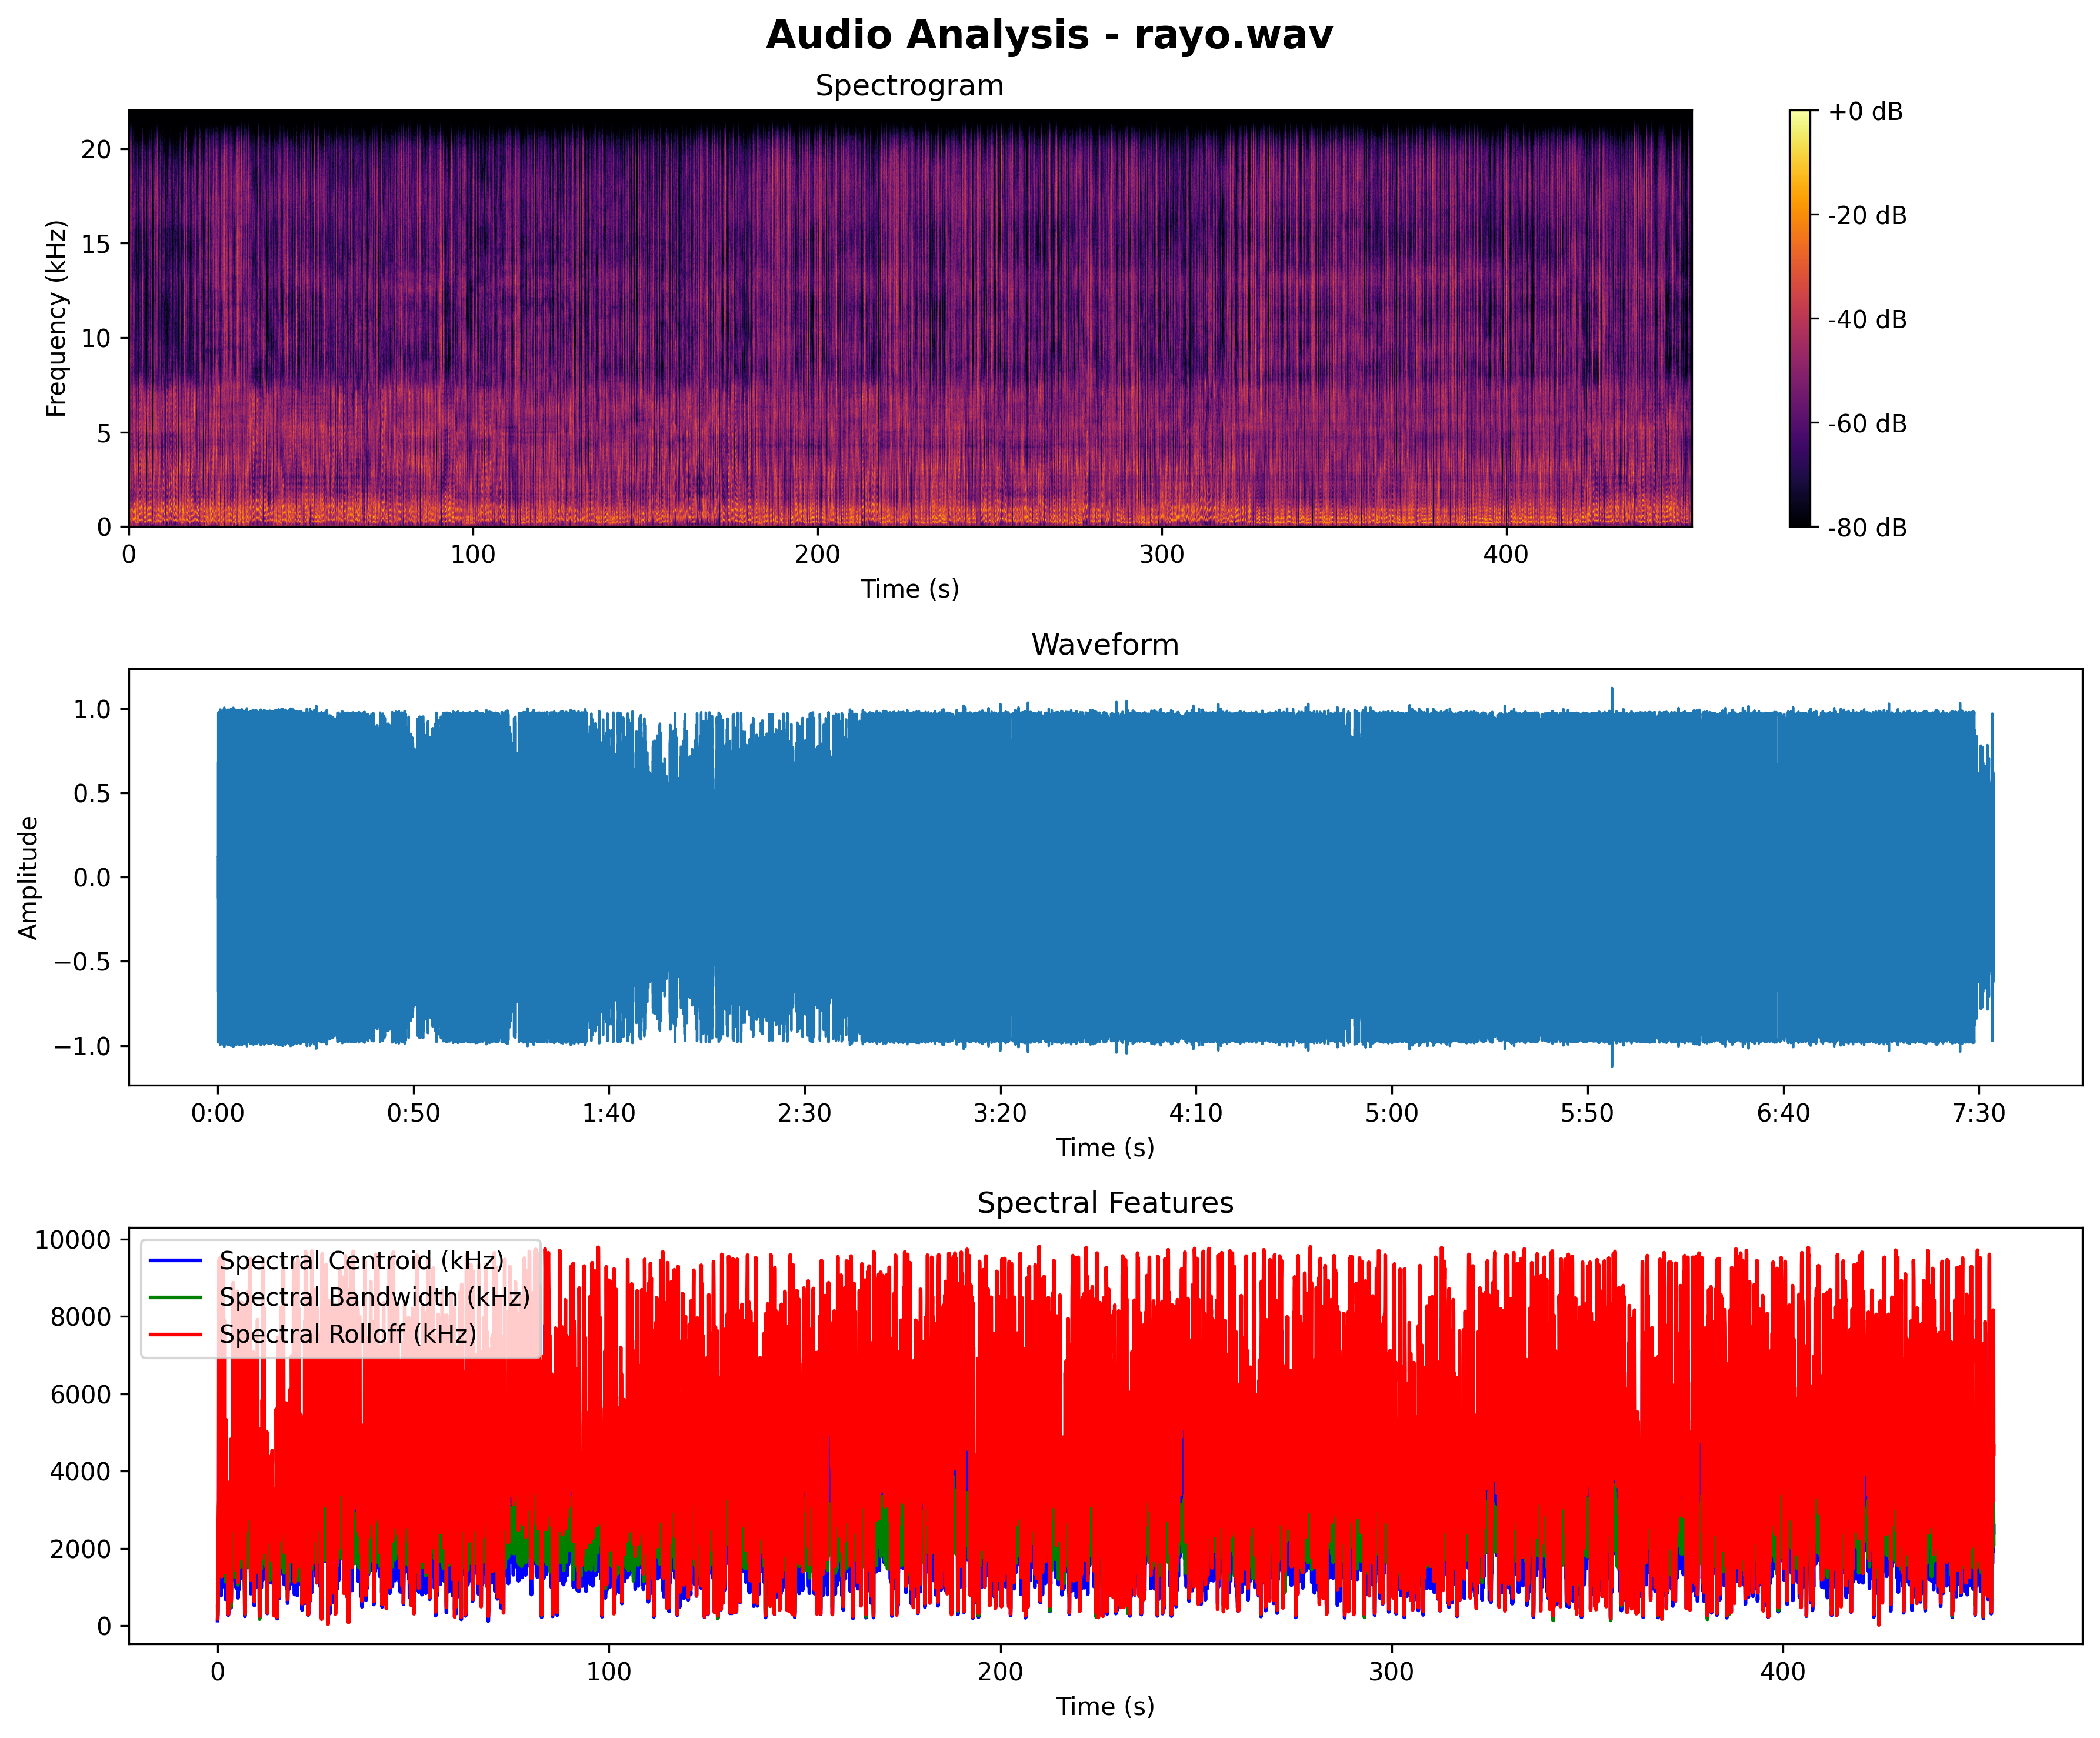 Audio Analysis - rayo.wav
Spectrogram
+0 dB
-20 dB
-40 dB
-60 dB
-80 dB
Frequency (kHz)
20
15
10
5
0
0 100 200 300 400
Time (s)
Waveform
Amplitude
1.0
0.5
0.0
−0.5
−1.0
0:00 0:50 1:40 2:30 3:20 4:10 5:00 5:50 6:40 7:30
Time (s)
Spectral Features
10000
8000
6000
4000
2000
0
Spectral Centroid (kHz)
Spectral Bandwidth (kHz)
Spectral Rolloff (kHz)
0 100 200 300 400
Time (s)